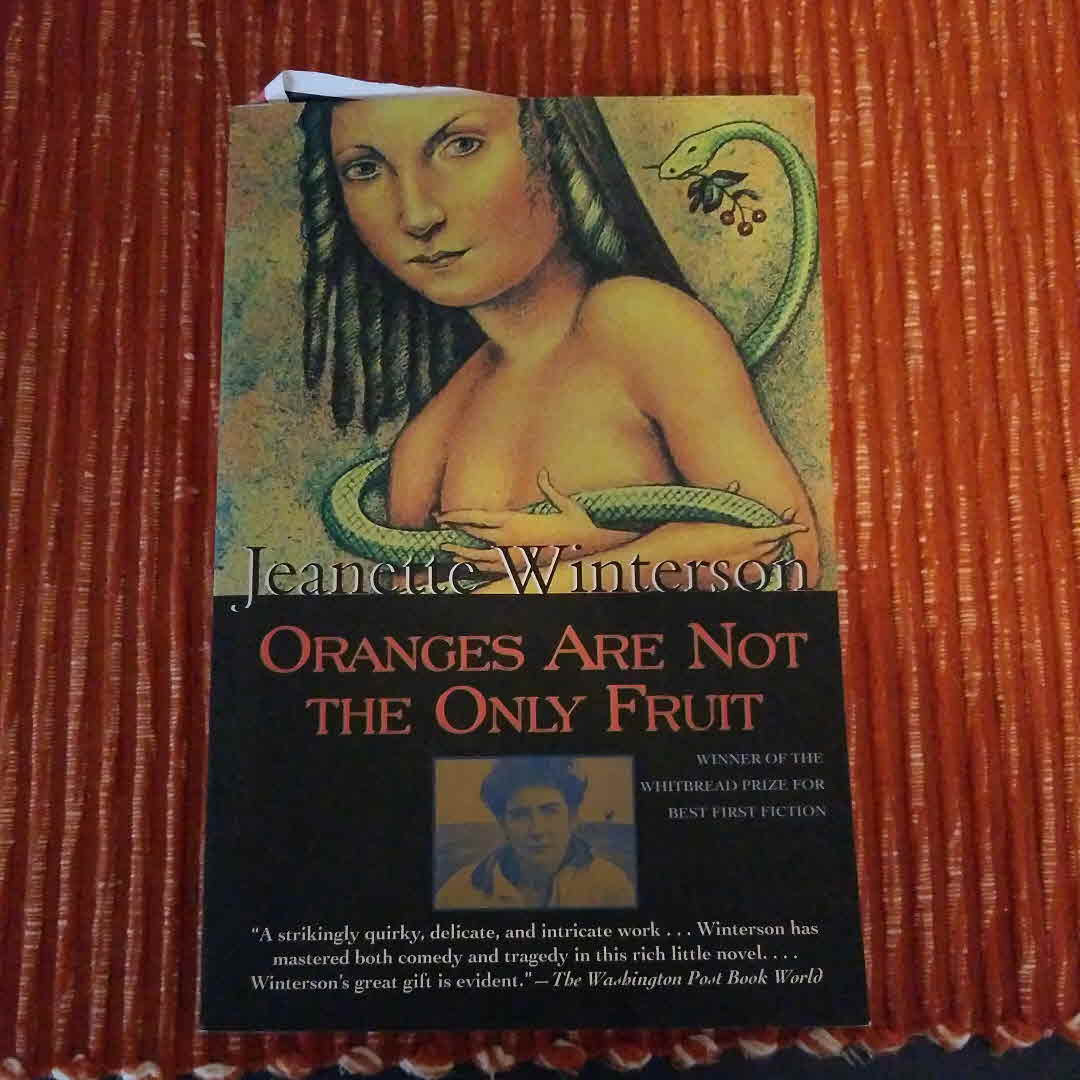 Jeanette Winterson
ORANGES ARE NOT
THE ONLY FRUIT
WINNER OF THE
WHITBREAD PRIZE FOR
BEST FIRST FICTION
“A strikingly quirky, delicate, and intricate work . . . Winterson has
mastered both comedy and tragedy in this rich little novel. . . .
Winterson's great gift is evident.”—The Washington Post Book World